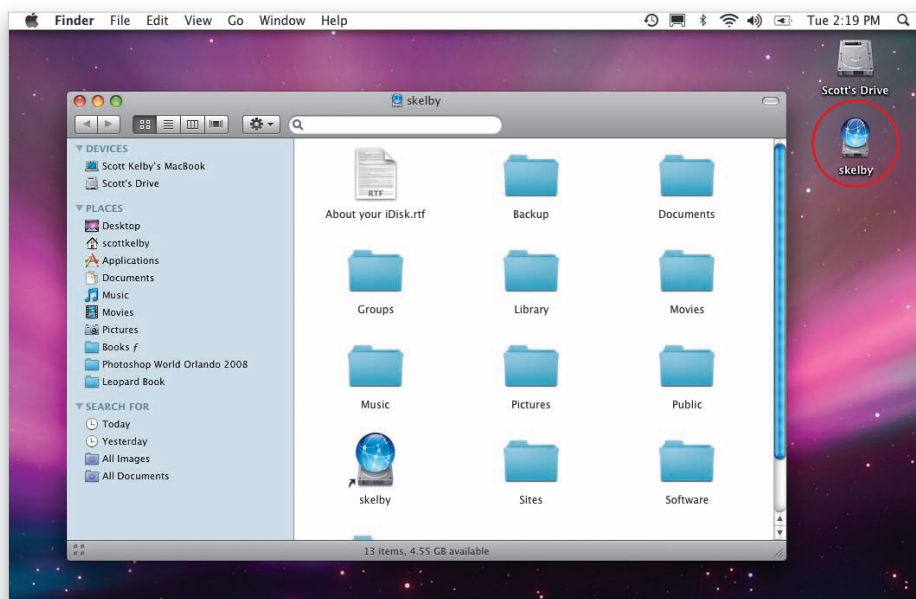 Finder File Edit View Go Window Help Tue 2:19 PM
Scott's Drive
skelby
skelby
DEVICES
Scott Kelby's MacBook
Scott's Drive
PLACES
Desktop
scottkelby
Applications
Documents
Music
Movies
Pictures
Books ƒ
Photoshop World Orlando 2008
Leopard Book
SEARCH FOR
Today
Yesterday
All Images
All Documents
RTF
About your iDisk.rtf Backup Documents
Groups Library Movies
Music Pictures Public
skelby Sites Software
13 items, 4.55 GB available